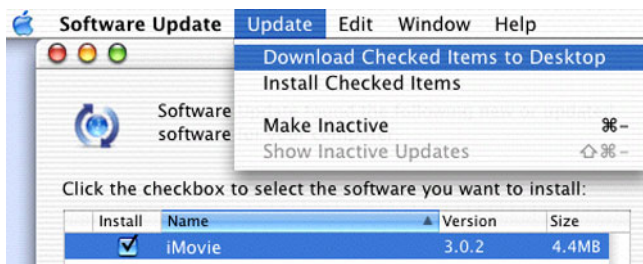 Software Update Update Edit Window Help
Download Checked Items to Desktop
Install Checked Items
Make Inactive ⌘-
Show Inactive Updates ⇧⌘-
Software
software
Click the checkbox to select the software you want to install:
Install Name Version Size
iMovie 3.0.2 4.4MB